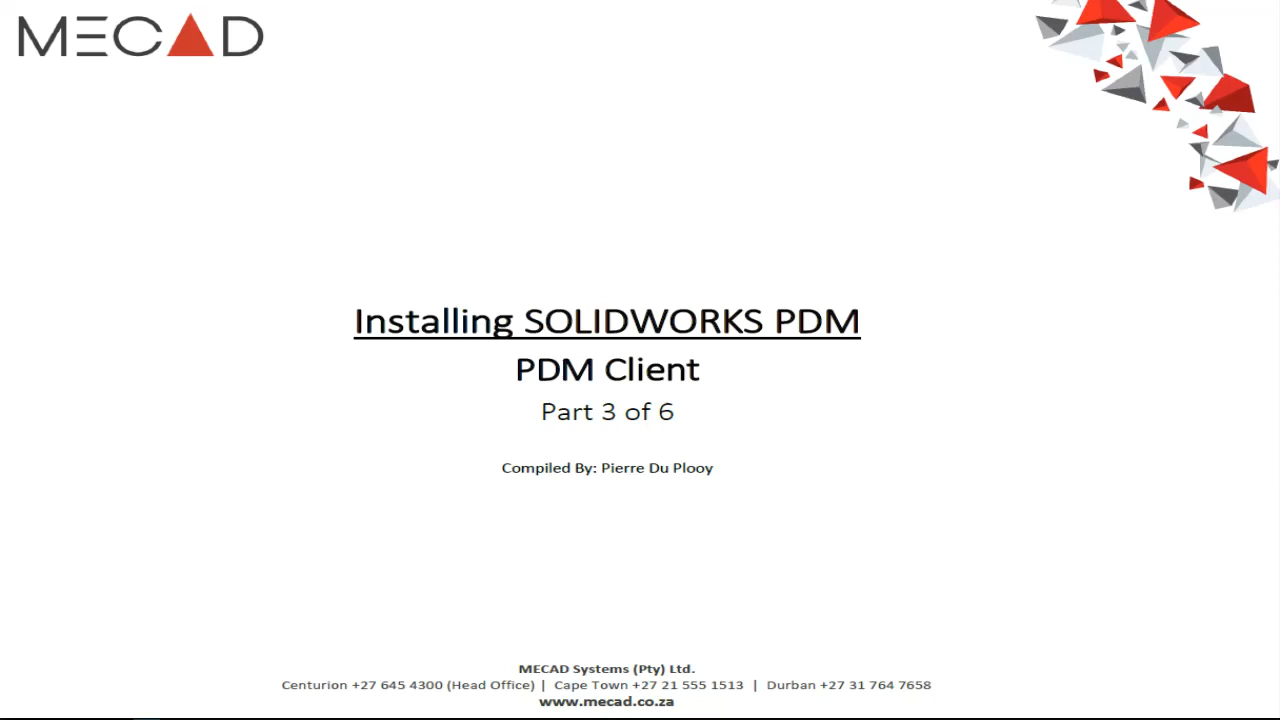 MECAD
Installing SOLIDWORKS PDM
PDM Client
Part 3 of 6
Compiled By: Pierre Du Plooy
MECAD Systems (Pty) Ltd.
Centurion +27 645 4300 (Head Office) | Cape Town +27 21 555 1513 | Durban +27 31 764 7658
www.mecad.co.za